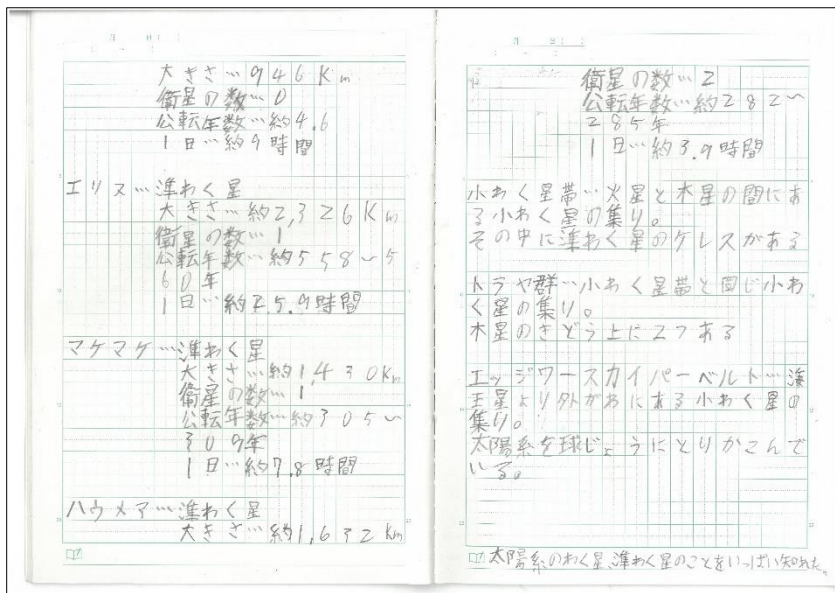 大きさ…946Km
衛星の数…0
公転年数…約4.6
1日…約9時間
エリス…準わく星
大きさ…約2,326Km
衛星の数…1
公転年数…約558〜5
60年
1日…約25.9時間
マケマケ…準わく星
大きさ…約1,430Km
衛星の数…1
公転年数…約305〜
309年
1日…約7.8時間
ハウメア…準わく星
大きさ…約1,632Km
衛星の数…2
公転年数…約282〜
285年
1日…約3.9時間
小わく星帯…火星と木星の間にあ
る小わく星の集り。
その中に準わく星のケレスがある
トラヤ群…小わく星帯と同じ小わ
く星の集り。
木星のきどう上に2つある
エッジワースカイパーベルト…海
王星より外がわにある小わく星の
集り。
太陽系を球じょうにとりかこんで
いる。
太陽系のわく星、準わく星のことをいっぱい知れた。